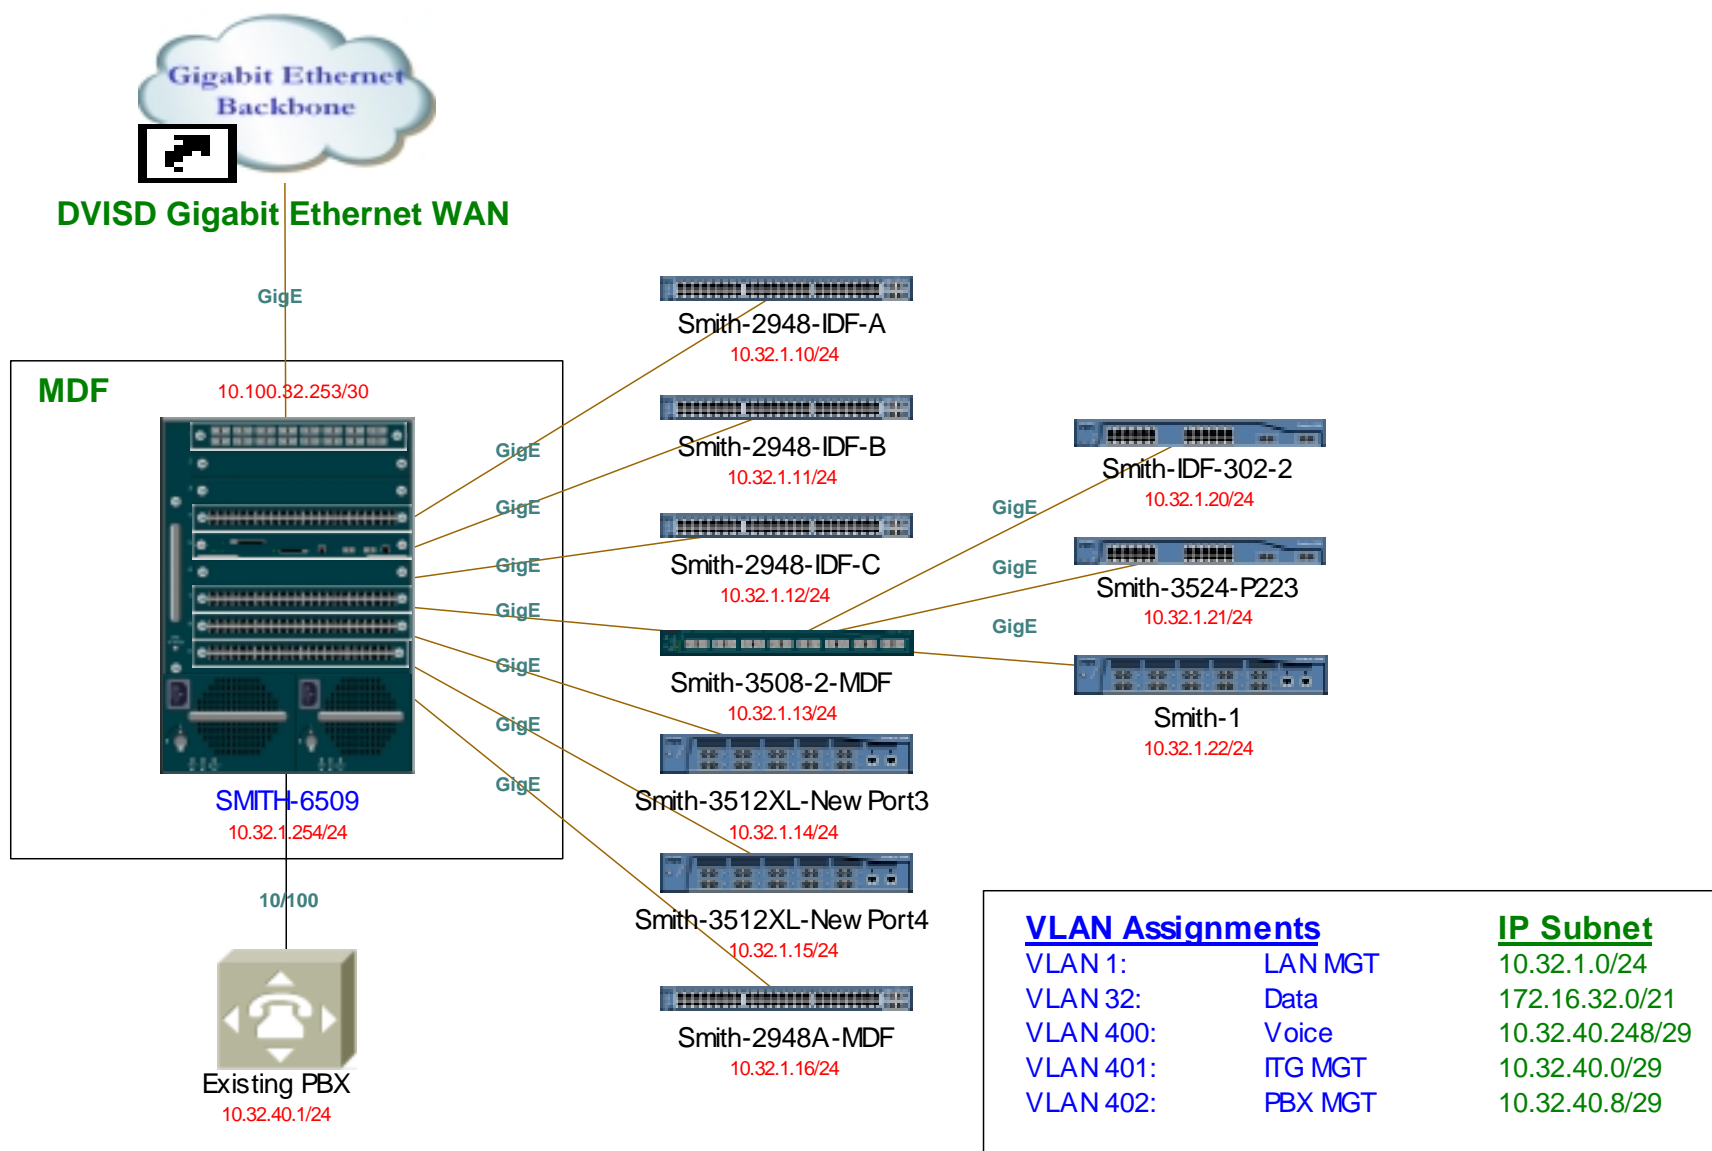 Gigabit Ethernet
Backbone
DVISD Gigabit Ethernet WAN
GigE
MDF
10.100.32.253/30
SMITH-6509
10.32.1.254/24
10/100
Existing PBX
10.32.40.1/24
GigE
GigE
GigE
GigE
GigE
GigE
GigE
Smith-2948-IDF-A
10.32.1.10/24
Smith-2948-IDF-B
10.32.1.11/24
Smith-2948-IDF-C
10.32.1.12/24
Smith-3508-2-MDF
10.32.1.13/24
Smith-3512XL-New Port3
10.32.1.14/24
Smith-3512XL-New Port4
10.32.1.15/24
Smith-2948A-MDF
10.32.1.16/24
GigE
GigE
GigE
Smith-IDF-302-2
10.32.1.20/24
Smith-3524-P223
10.32.1.21/24
Smith-1
10.32.1.22/24
VLAN Assignments IP Subnet
VLAN 1: LAN MGT 10.32.1.0/24
VLAN 32: Data 172.16.32.0/21
VLAN 400: Voice 10.32.40.248/29
VLAN 401: ITG MGT 10.32.40.0/29
VLAN 402: PBX MGT 10.32.40.8/29